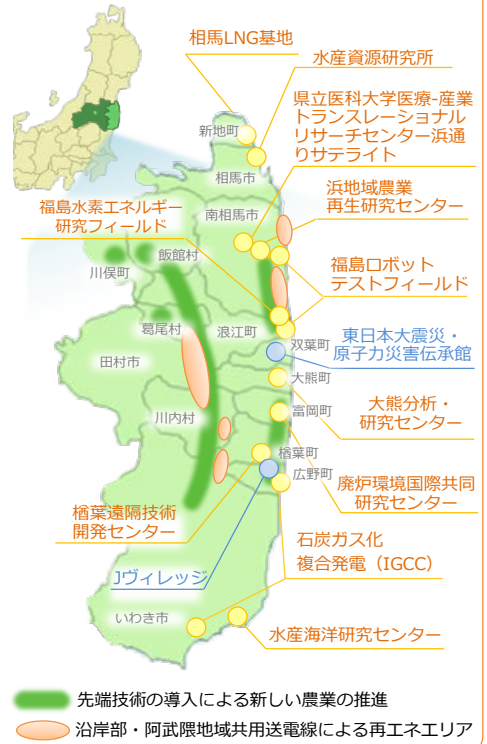 相馬LNG基地
水産資源研究所
県立医科大学医療-産業
トランスレーショナル
リサーチセンター浜通り
サテライト
新地町
相馬市
浜地域農業
再生研究センター
南相馬市
福島水素エネルギー
研究フィールド
飯館村
川俣町
福島ロボット
テストフィールド
葛尾村
浪江町
双葉町
東日本大震災・
原子力災害伝承館
田村市
大熊町
大熊分析・
研究センター
富岡町
川内村
楢葉町
広野町
廃炉環境国際共同
研究センター
楢葉遠隔技術
開発センター
石炭ガス化
複合発電（IGCC）
Jヴィレッジ
いわき市
水産海洋研究センター
先端技術の導入による新しい農業の推進
沿岸部・阿武隈地域共用送電線による再エネエリア